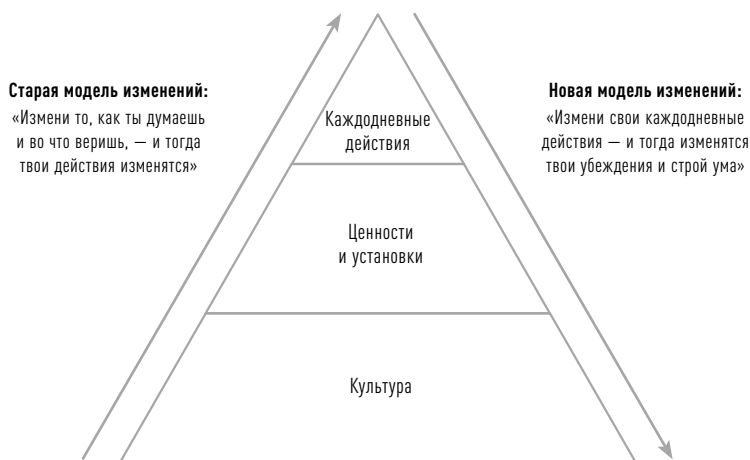 Старая модель изменений:
«Измени то, как ты думаешь
и во что веришь, — и тогда
твои действия изменятся»
Каждодневные
действия
Ценности
и установки
Культура
Новая модель изменений:
«Измени свои каждодневные
действия — и тогда изменятся
твои убеждения и строй ума»